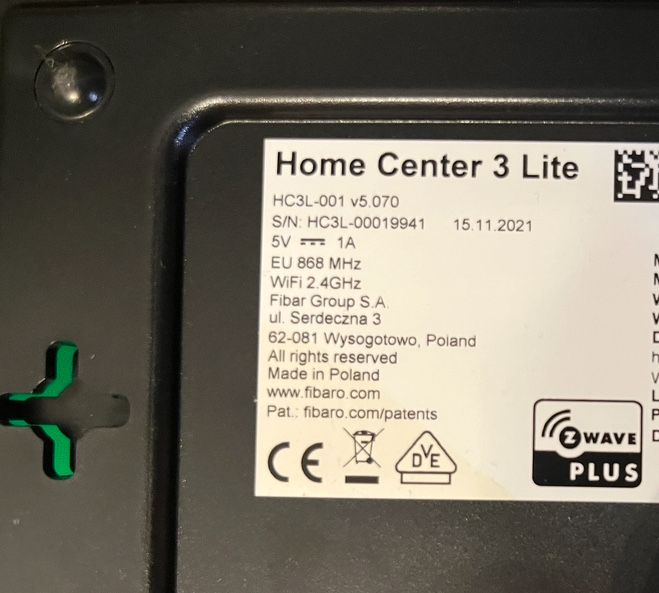 Home Center 3 Lite
HC3L-001 v5.070
S/N: HC3L-00019941 15.11.2021
5V 1A
EU 868 MHz
WiFi 2.4GHz
Fibar Group S.A.
ul. Serdeczna 3
62-081 Wysogotowo, Poland
All rights reserved
Made in Poland
www.fibaro.com
Pat.: fibaro.com/patents
CE
DVE
Z WAVE
PLUS